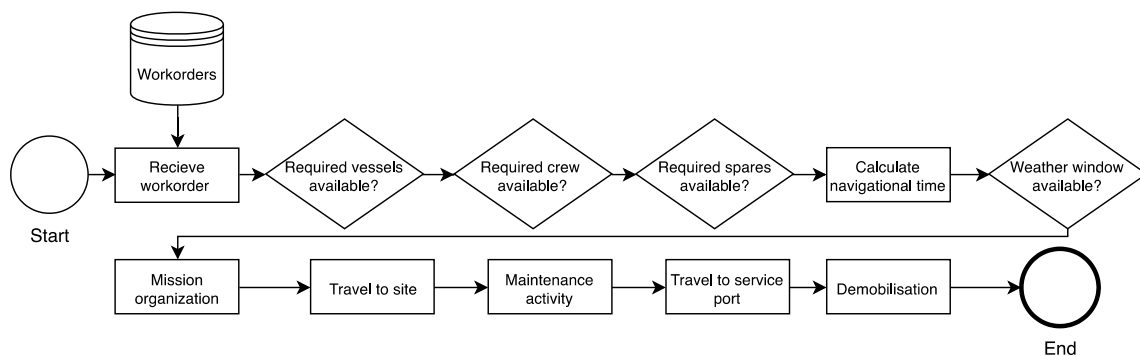 Workorders
Start
Recieve
workorder
Required vessels
available?
Required crew
available?
Required spares
available?
Calculate
navigational time
Weather window
available?
Mission
organization
Travel to site
Maintenance
activity
Travel to service
port
Demobilisation
End